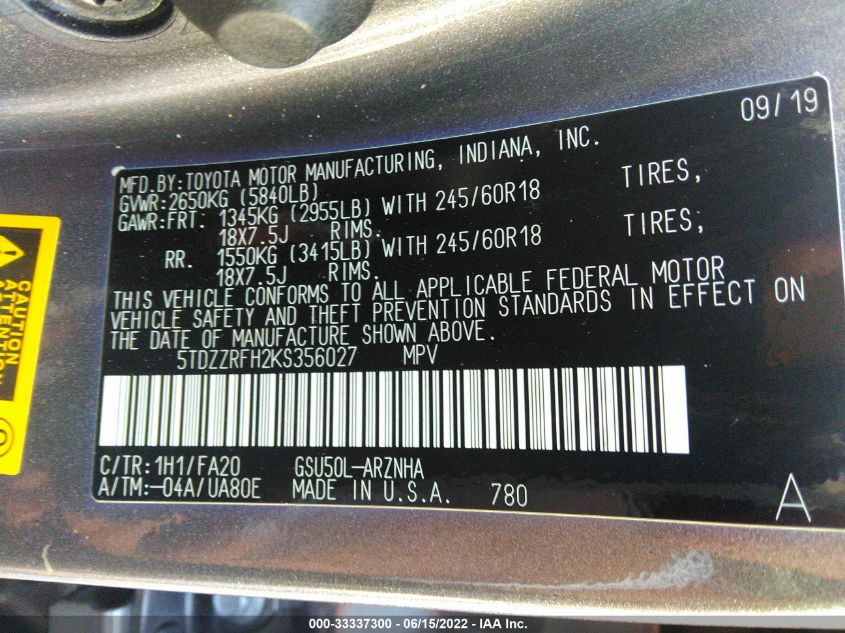 09/19
MFD.BY:TOYOTA MOTOR MANUFACTURING, INDIANA, INC.
GVWR:2650KG (5840LB)
GAWR:FRT. 1345KG (2955LB) WITH 245/60R18 TIRES,
18X7.5J RIMS.
RR. 1550KG (3415LB) WITH 245/60R18 TIRES,
18X7.5J RIMS.
THIS VEHICLE CONFORMS TO ALL APPLICABLE FEDERAL MOTOR
VEHICLE SAFETY AND THEFT PREVENTION STANDARDS IN EFFECT ON
THE DATE OF MANUFACTURE SHOWN ABOVE.
5TDZZRFH2KS356027 MPV
C/TR:1H1/FA20 GSU50L-ARZNHA
A/TM:-04A/UA80E MADE IN U.S.A. 780
A
CAUTION
ATTENTION
000-33337300 - 06/15/2022 - IAA Inc.